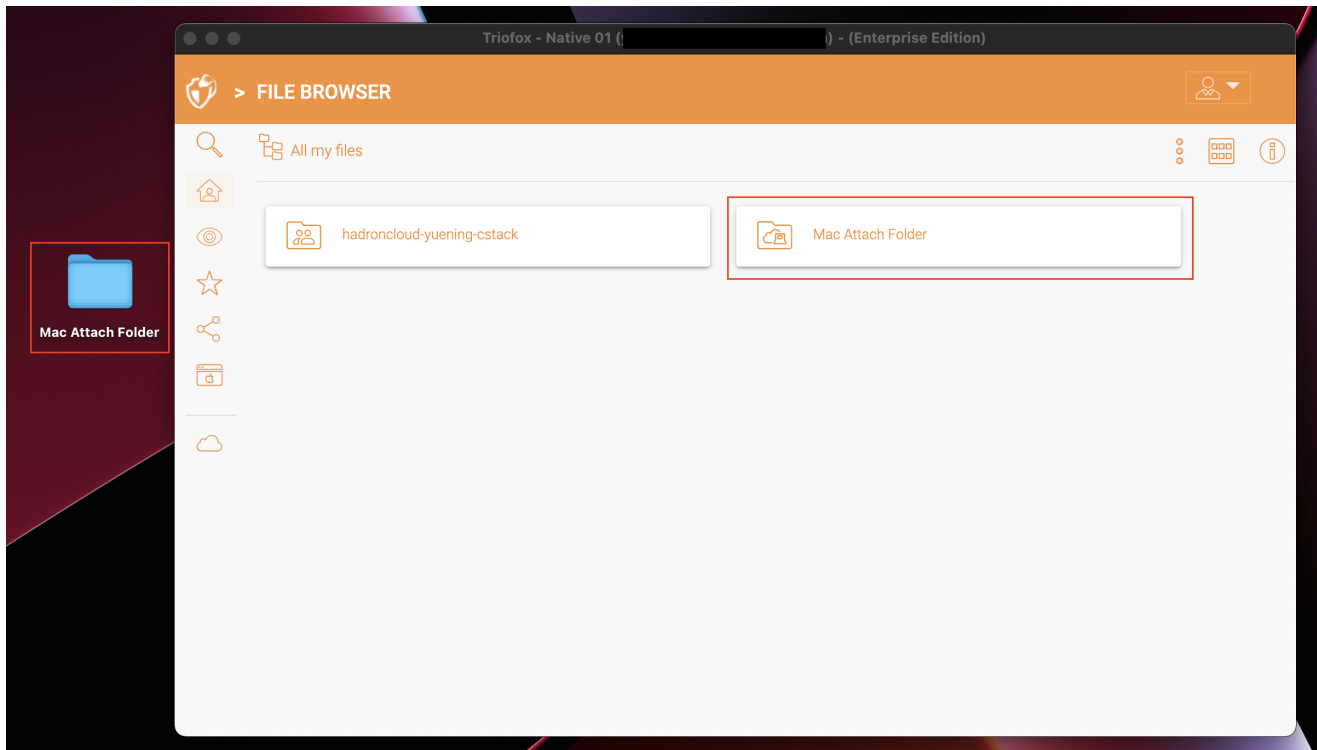 Triofox - Native 01 () - (Enterprise Edition)
> FILE BROWSER
All my files
hadroncloud-yuening-cstack
Mac Attach Folder
Mac Attach Folder